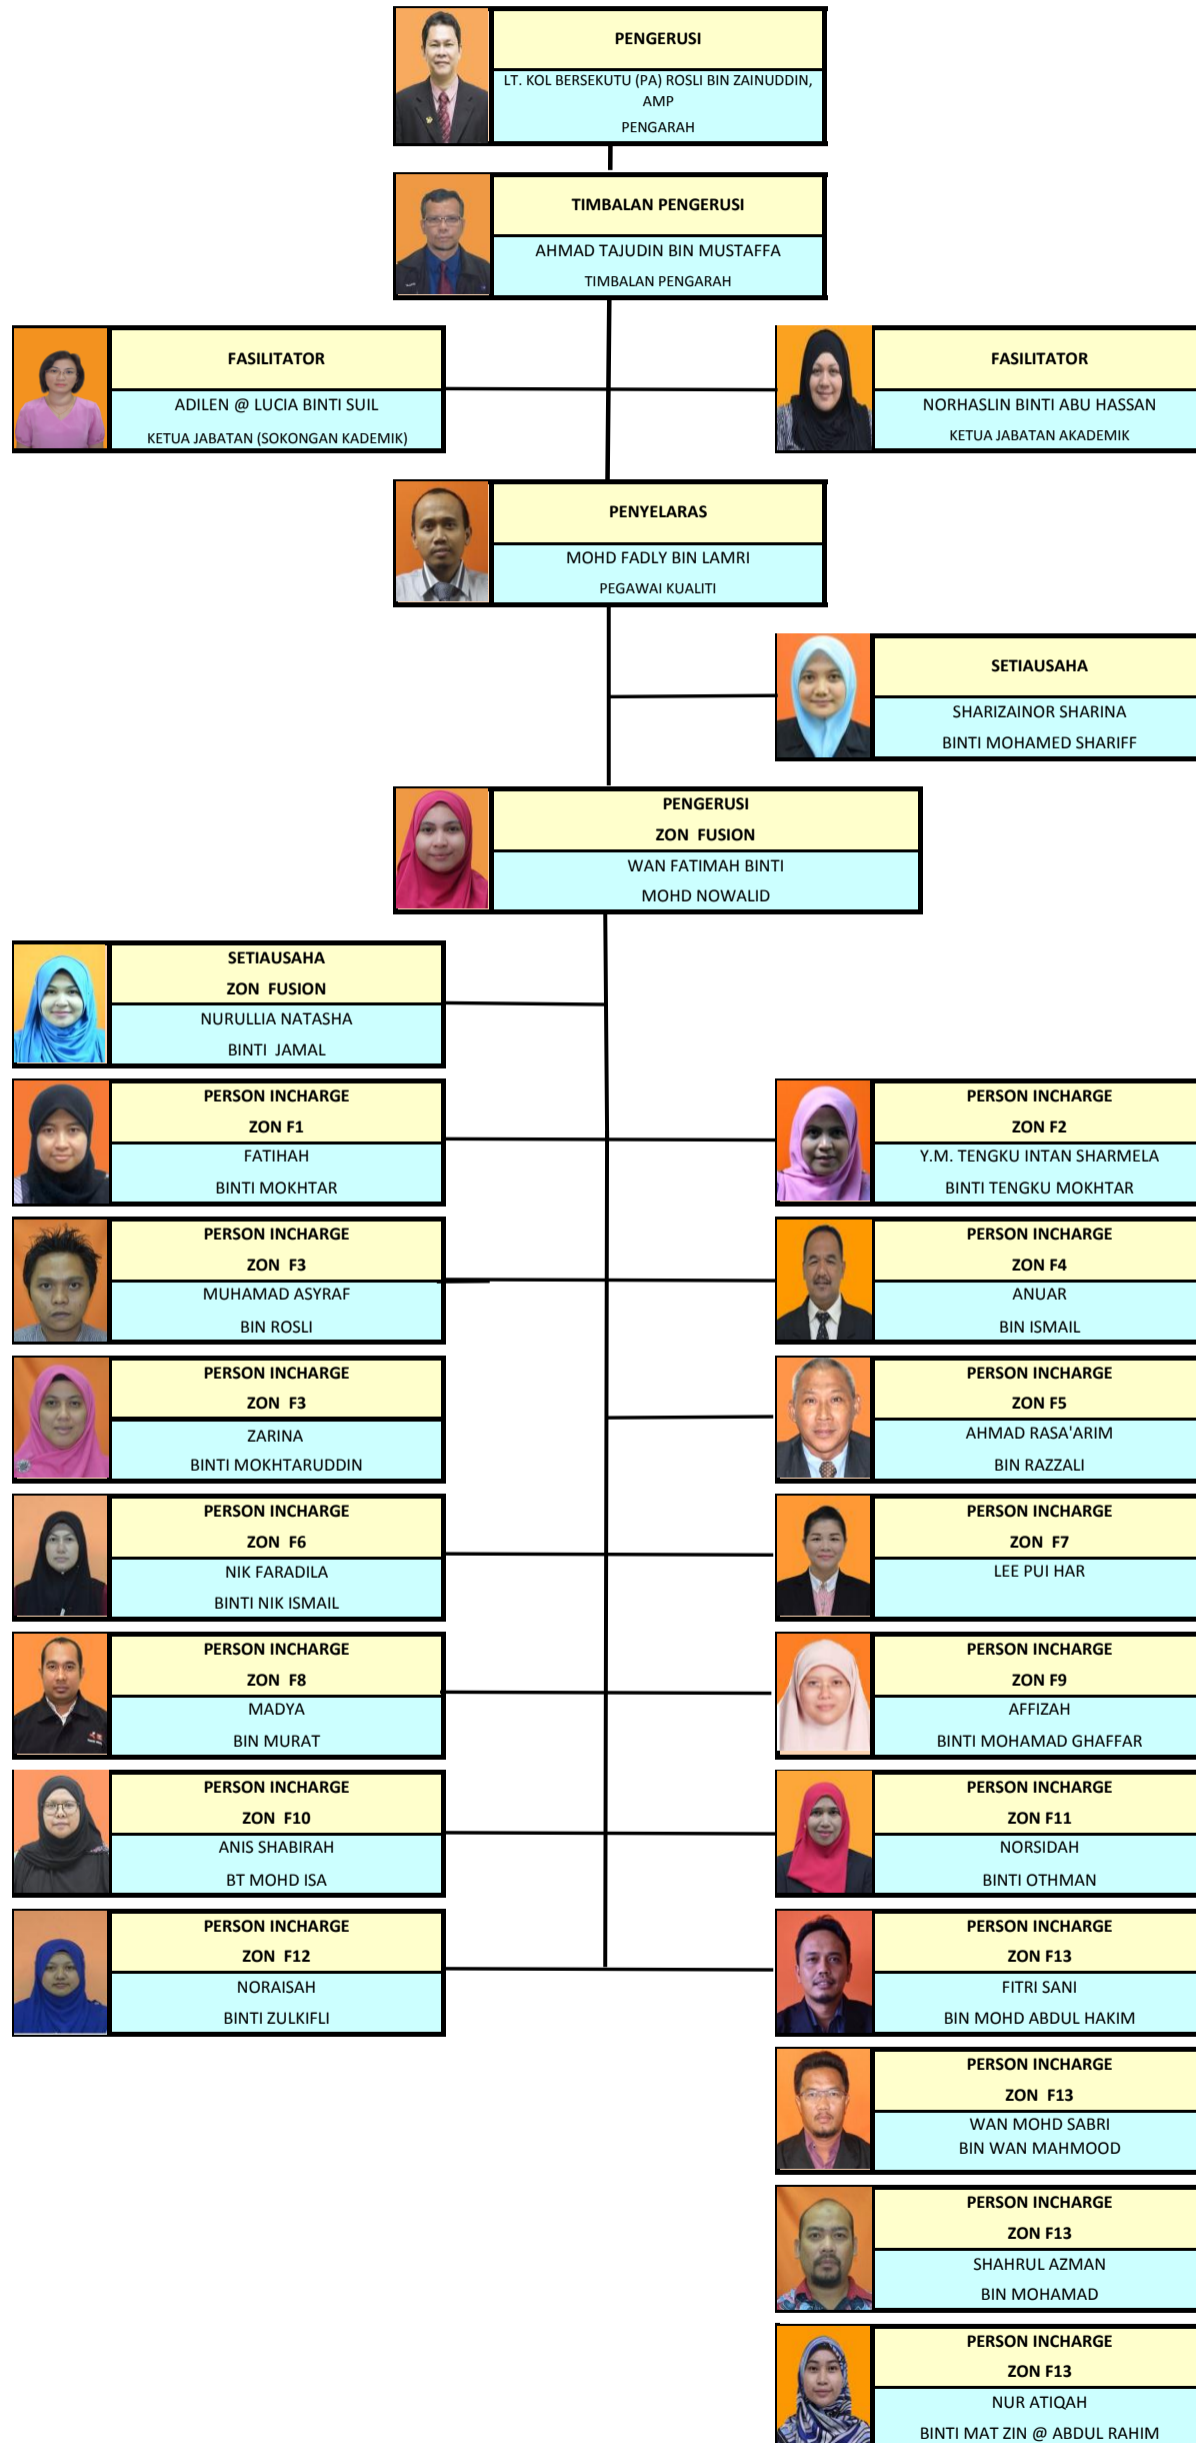 PENGERUSI
LT. KOL BERSEKUTU (PA) ROSLI BIN ZAINUDDIN,
AMP
PENGARAH
TIMBALAN PENGERUSI
AHMAD TAJUDIN BIN MUSTAFFA
TIMBALAN PENGARAH
FASILITATOR
ADILEN @ LUCIA BINTI SUIL
KETUA JABATAN (SOKONGAN KADEMIK)
FASILITATOR
NORHASLIN BINTI ABU HASSAN
KETUA JABATAN AKADEMIK
PENYELARAS
MOHD FADLY BIN LAMRI
PEGAWAI KUALITI
SETIAUSAHA
SHARIZAINOR SHARINA
BINTI MOHAMED SHARIFF
PENGERUSI
ZON FUSION
WAN FATIMAH BINTI
MOHD NOWALID
SETIAUSAHA
ZON FUSION
NURULLIA NATASHA
BINTI JAMAL
PERSON INCHARGE
ZON F1
FATIHAH
BINTI MOKHTAR
PERSON INCHARGE
ZON F2
Y.M. TENGKU INTAN SHARMELA
BINTI TENGKU MOKHTAR
PERSON INCHARGE
ZON F3
MUHAMAD ASYRAF
BIN ROSLI
PERSON INCHARGE
ZON F4
ANUAR
BIN ISMAIL
PERSON INCHARGE
ZON F3
ZARINA
BINTI MOKHTARUDDIN
PERSON INCHARGE
ZON F5
AHMAD RASA'ARIM
BIN RAZZALI
PERSON INCHARGE
ZON F6
NIK FARADILA
BINTI NIK ISMAIL
PERSON INCHARGE
ZON F7
LEE PUI HAR
PERSON INCHARGE
ZON F8
MADYA
BIN MURAT
PERSON INCHARGE
ZON F9
AFFIZAH
BINTI MOHAMAD GHAFFAR
PERSON INCHARGE
ZON F10
ANIS SHABIRAH
BT MOHD ISA
PERSON INCHARGE
ZON F11
NORSIDAH
BINTI OTHMAN
PERSON INCHARGE
ZON F12
NORAISAH
BINTI ZULKIFLI
PERSON INCHARGE
ZON F13
FITRI SANI
BIN MOHD ABDUL HAKIM
PERSON INCHARGE
ZON F13
WAN MOHD SABRI
BIN WAN MAHMOOD
PERSON INCHARGE
ZON F13
SHAHRUL AZMAN
BIN MOHAMAD
PERSON INCHARGE
ZON F13
NUR ATIQAH
BINTI MAT ZIN @ ABDUL RAHIM